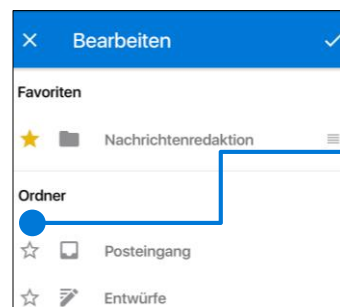 Bearbeiten
Favoriten
Nachrichtenredaktion
Ordner
Posteingang
Entwürfe